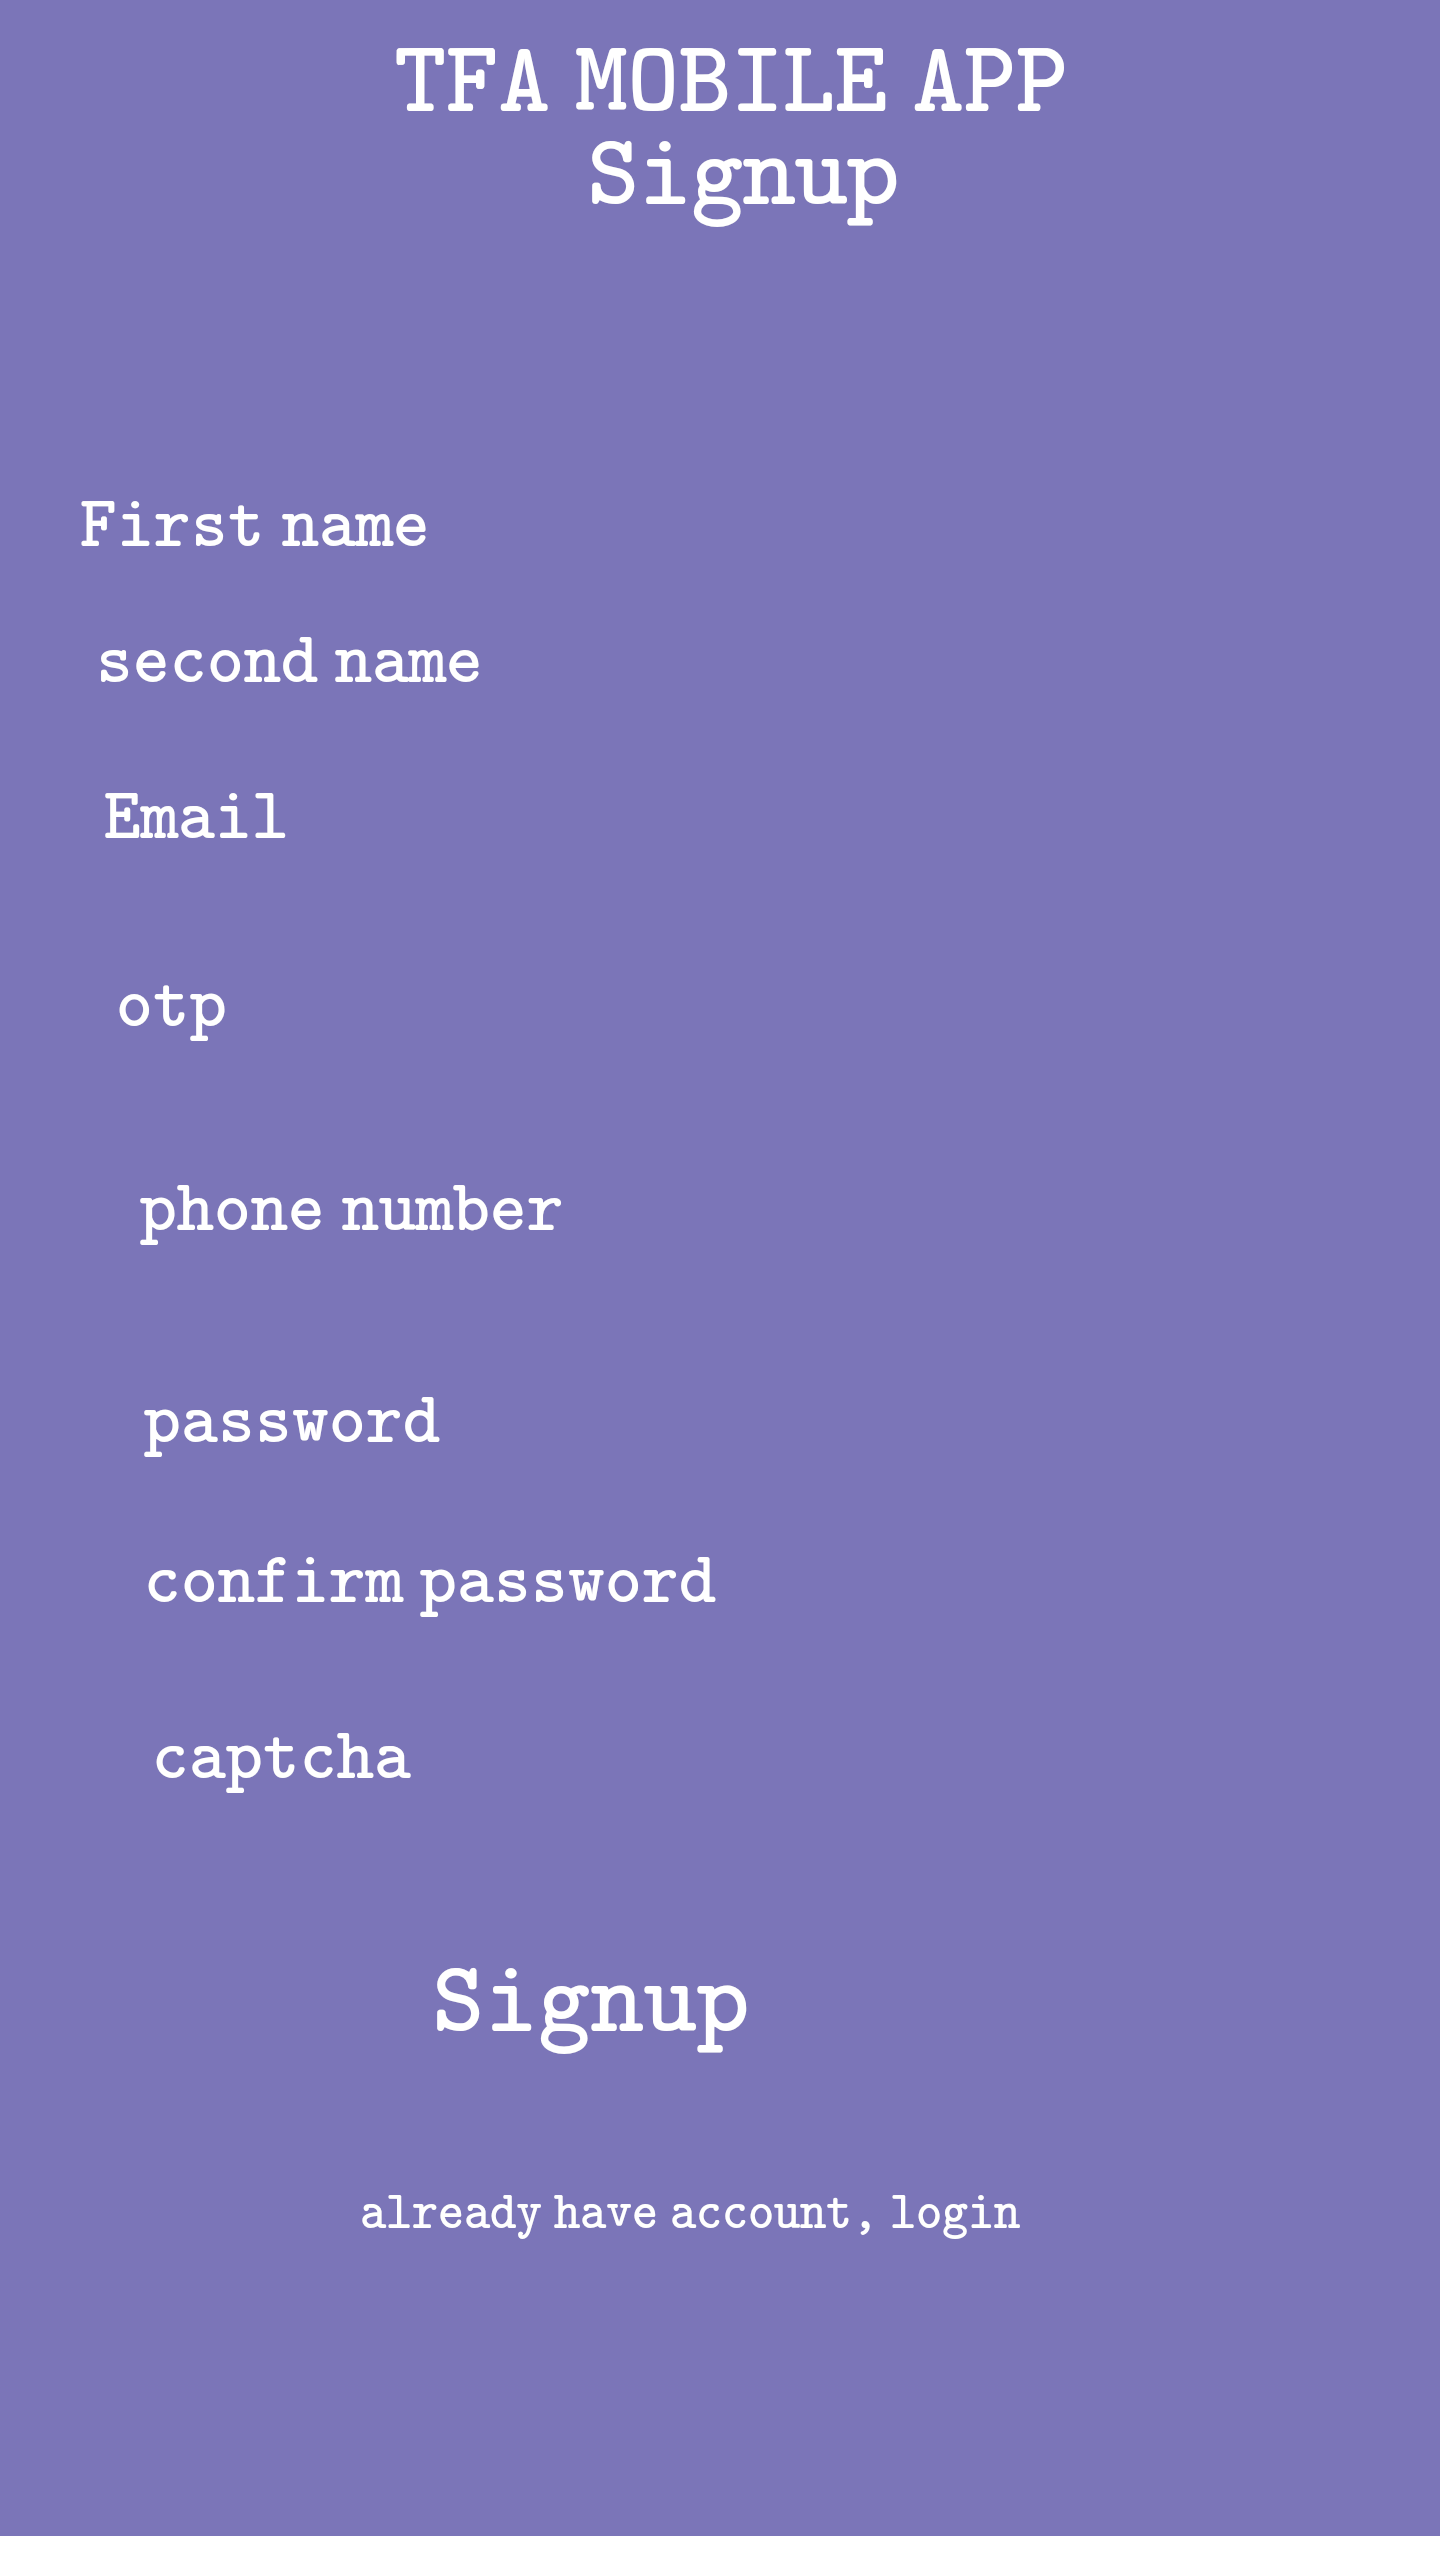 TFA MOBILE APP
Signup
First name
second name
Email
otp
phone number
password
confirm password
captcha
Signup
already have account, login